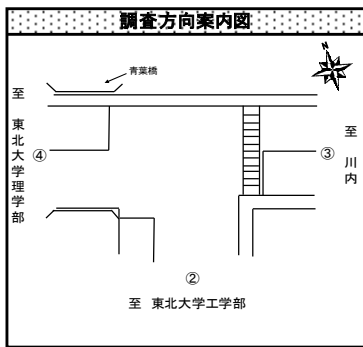 調査方向案内図
N
青葉橋
至 東北大学理学部
④
至 川内
③
②
至 東北大学工学部